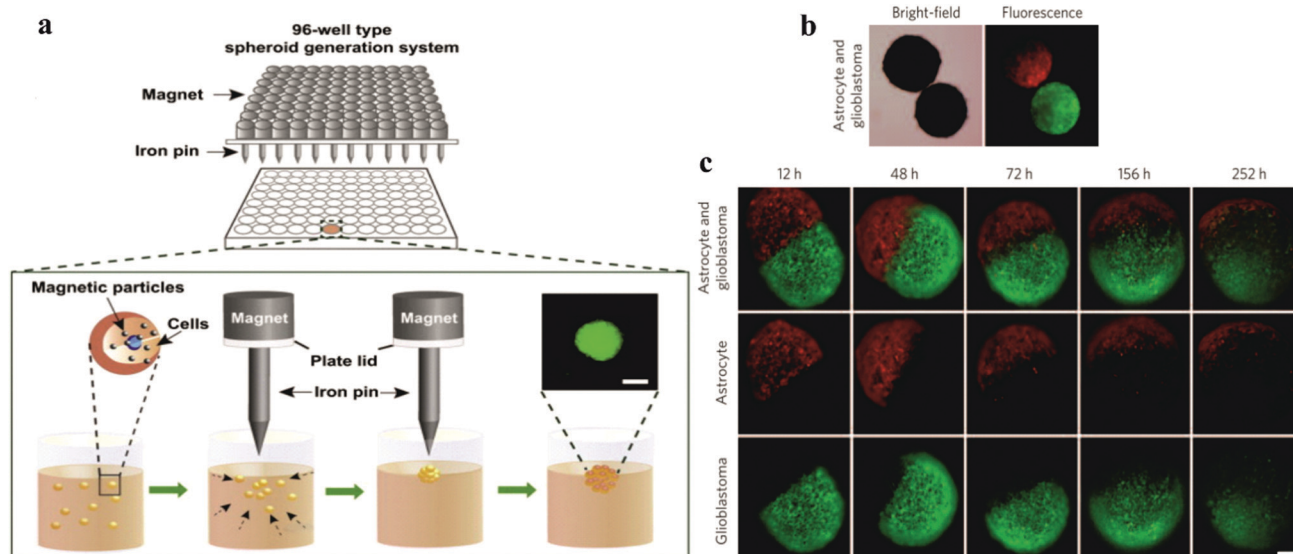 a
96-well type
spheroid generation system
Magnet
Iron pin
Magnetic particles
Cells
Magnet
Magnet
Plate lid
Iron pin
b
Bright-field
Fluorescence
Astrocyte and
glioblastoma
c
12 h
48 h
72 h
156 h
252 h
Astrocyte and
glioblastoma
Astrocyte
Glioblastoma